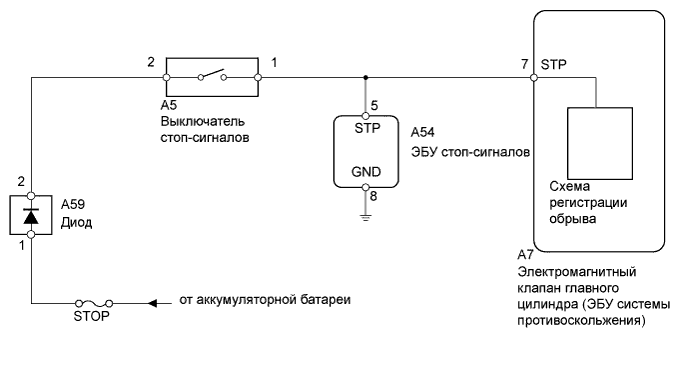 2
1
A5
Выключатель
стоп-сигналов
7
STP
5
STP
GND
8
A54
ЭБУ стоп-сигналов
Схема
регистрации
обрыва
A7
Электромагнитный
клапан главного
цилиндра (ЭБУ системы
противоскольжения)
2
A59
Диод
1
от аккумуляторной батареи
STOP